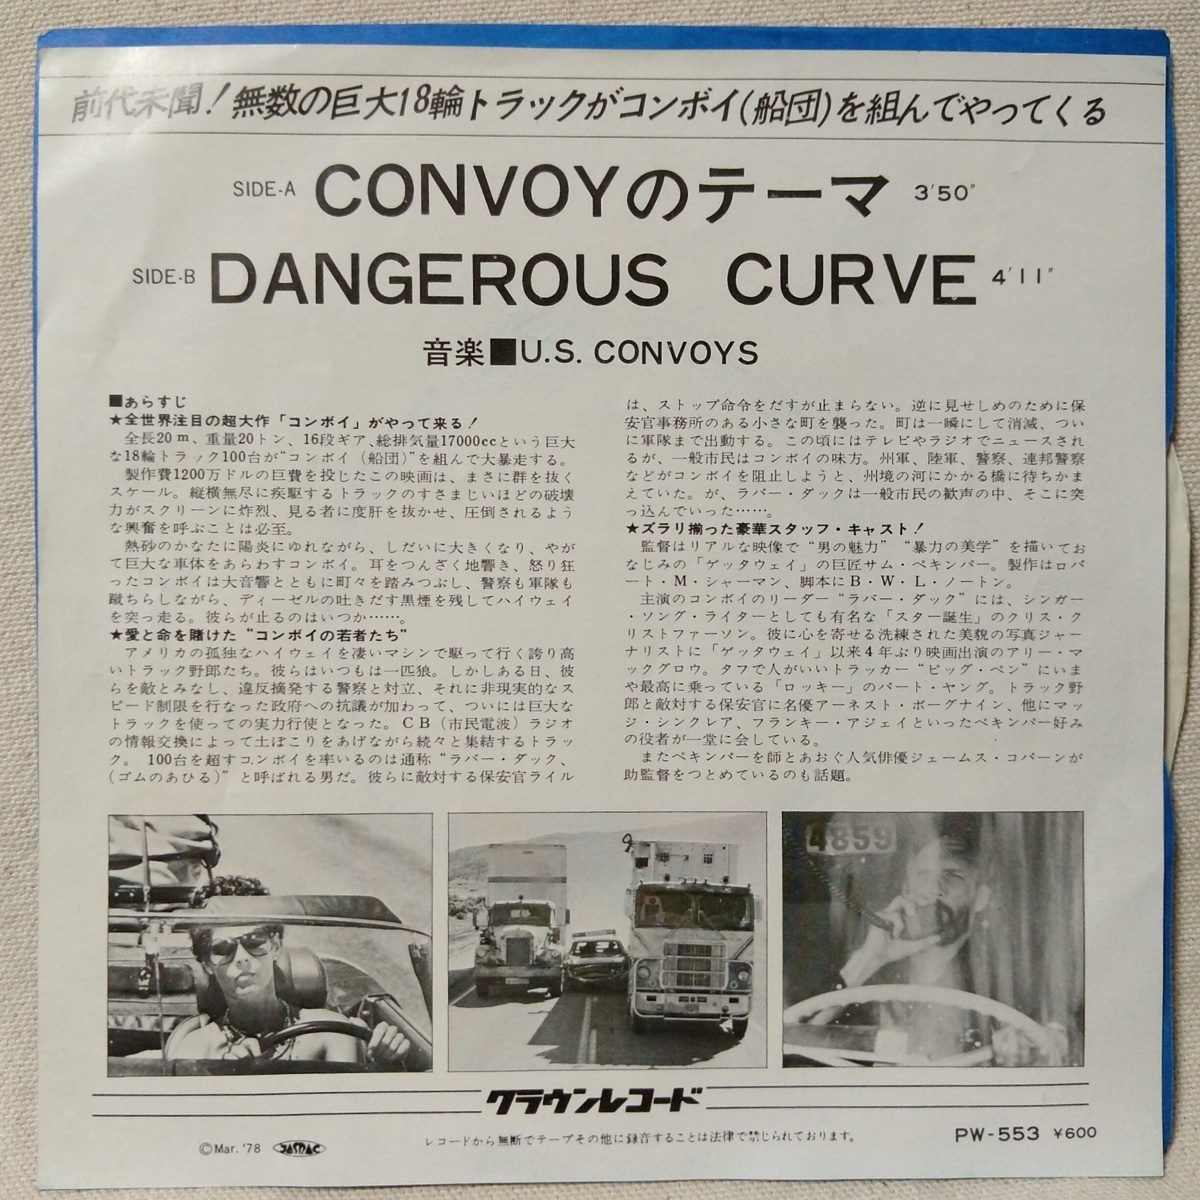 前代未聞!無数の巨大18輪トラックがコンボイ(船団)を組んでやってくる
SIDE-A CONVOYのテーマ 3'50"
SIDE-B DANGEROUS CURVE 4'11"
音楽■U.S. CONVOYS
■あらすじ
★全世界注目の超大作「コンボイ」がやって来る!
全長20m、重量20トン、16段ギア、総排気量17000ccという巨大
な18輪トラック100台が“コンボイ(船団)”を組んで大暴走する。
製作費1200万ドルの巨費を投じたこの映画は、まさに群を抜く
スケール。縦横無尽に疾駆するトラックのすさまじいほどの破壊
力がスクリーンに炸烈、見る者に度肝を抜かせ、圧倒されるよう
な興奮を呼ぶことは必至。
熱砂のかなたに陽炎にゆれながら、しだいに大きくなり、やが
て巨大な車体をあらわすコンボイ。耳をつんざく地響き、怒り狂
ったコンボイは大音響とともに町々を踏みつぶし、警察も軍隊も
蹴ちらしながら、ディーゼルの吐きだす黒煙を残してハイウェイ
を突っ走る。彼らが止るのはいつか……。
★愛と命を賭けた“コンボイの若者たち”
アメリカの孤独なハイウェイを凄いマシンで駆って行く誇り高
いトラック野郎たち。彼らはいつもは一匹狼。しかしある日、彼
らを敵とみなし、違反摘発する警察と対立、それに非現実的なス
ピード制限を行なった政府への抗議が加わって、ついには巨大な
トラックを使っての実力行使となった。CB(市民電波)ラジオ
の情報交換によって土ぼこりをあげながら続々と集結するトラッ
ク。100台を超すコンボイを率いるのは通称“ラバー・ダック、
(ゴムのあひる)”と呼ばれる男だ。彼らに敵対する保安官ライル
は、ストップ命令をだすが止まらない。逆に見せしめのために保
安官事務所のある小さな町を襲った。町は一瞬にして消滅、つい
に軍隊まで出動する。この頃にはテレビやラジオでニュースされ
るが、一般市民はコンボイの味方。州軍、陸軍、警察、連邦警察
などがコンボイを阻止しようと、州境の河にかかる橋に待ちかま
えていた。が、ラバー・ダックは一般市民の歓声の中、そこに突
っ込んでいった……。
★ズラリ揃った豪華スタッフ・キャスト!
監督はリアルな映像で“男の魅力”“暴力の美学”を描いてお
なじみの「ゲッタウェイ」の巨匠サム・ペキンパー。製作はロバ
ート・M・シャーマン、脚本にB・W・L・ノートン。
主演のコンボイのリーダー“ラバー・ダック”には、シンガー
・ソング・ライターとしても有名な「スター誕生」のクリス・ク
リストファーソン。彼に心を寄せる洗練された美貌の写真ジャー
ナリストに「ゲッタウェイ」以来4年ぶり映画出演のアリー・マ
ックグロウ。タフで人がいいトラッカー“ビッグ・ベン”にいま
や最高に乗っている「ロッキー」のバート・ヤング。トラック野
郎と敵対する保安官に名優アーネスト・ボーグナイン、他にマッ
ジ・シンクレア、フランキー・アジェイといったペキンパー好み
の役者が一堂に会している。
またペキンパーを師とあおぐ人気俳優ジェームス・コバーンが
助監督をつとめているのも話題。
4859
クラウンレコード
©Mar. '78 JASRAC
レコードから無断でテープその他に録音することは法律で禁じられております。
PW-553 ¥600